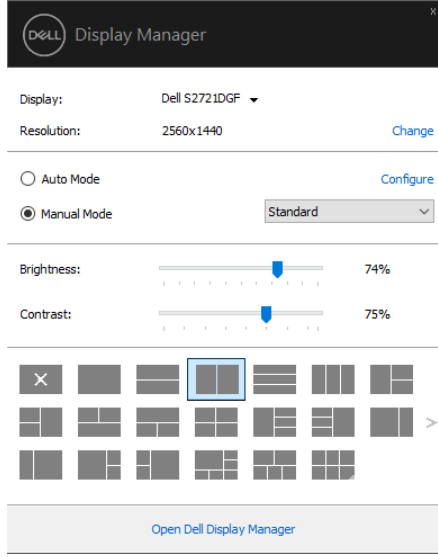 x
DELL Display Manager
Display: Dell S2721DGF
Resolution: 2560x1440 Change
Auto Mode Configure
Manual Mode Standard
Brightness: 74%
Contrast: 75%
Open Dell Display Manager